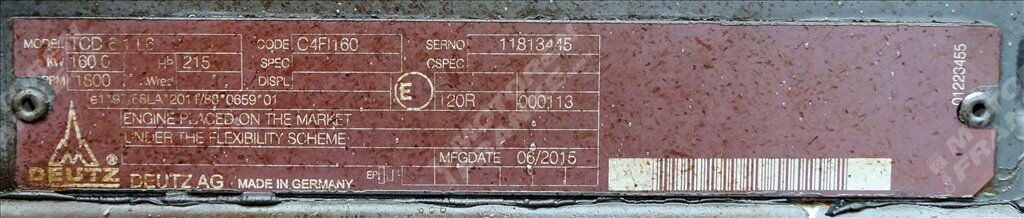 MODEL TCD 6.1 L6 CODE C4FI160 SERNO 11813445
KW 160.0 HP 215 SPEC CSPEC
RPM 1800 Wired DISPL
E 120R 000113
e1*97/68LA*2011/88*0659*01
ENGINE PLACED ON THE MARKET
UNDER THE FLEXIBILITY SCHEME
MFGDATE 06/2015
DEUTZ ® DEUTZ AG MADE IN GERMANY
01223455